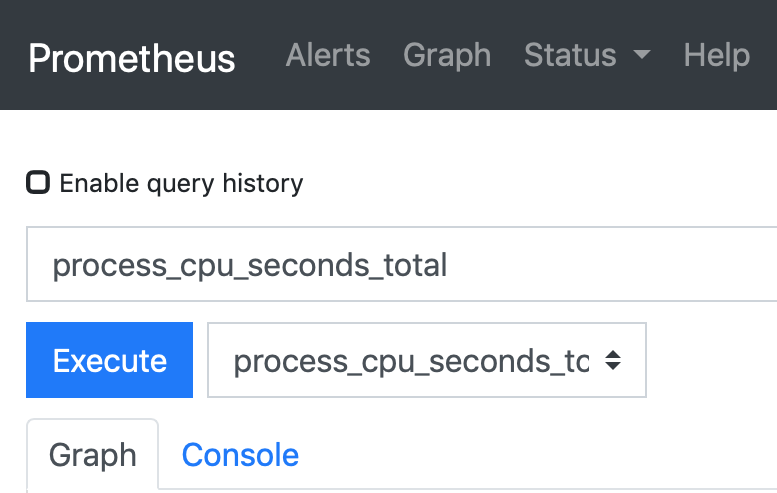 Prometheus Alerts Graph Status Help
Enable query history
process_cpu_seconds_total
Execute process_cpu_seconds_to
Graph Console